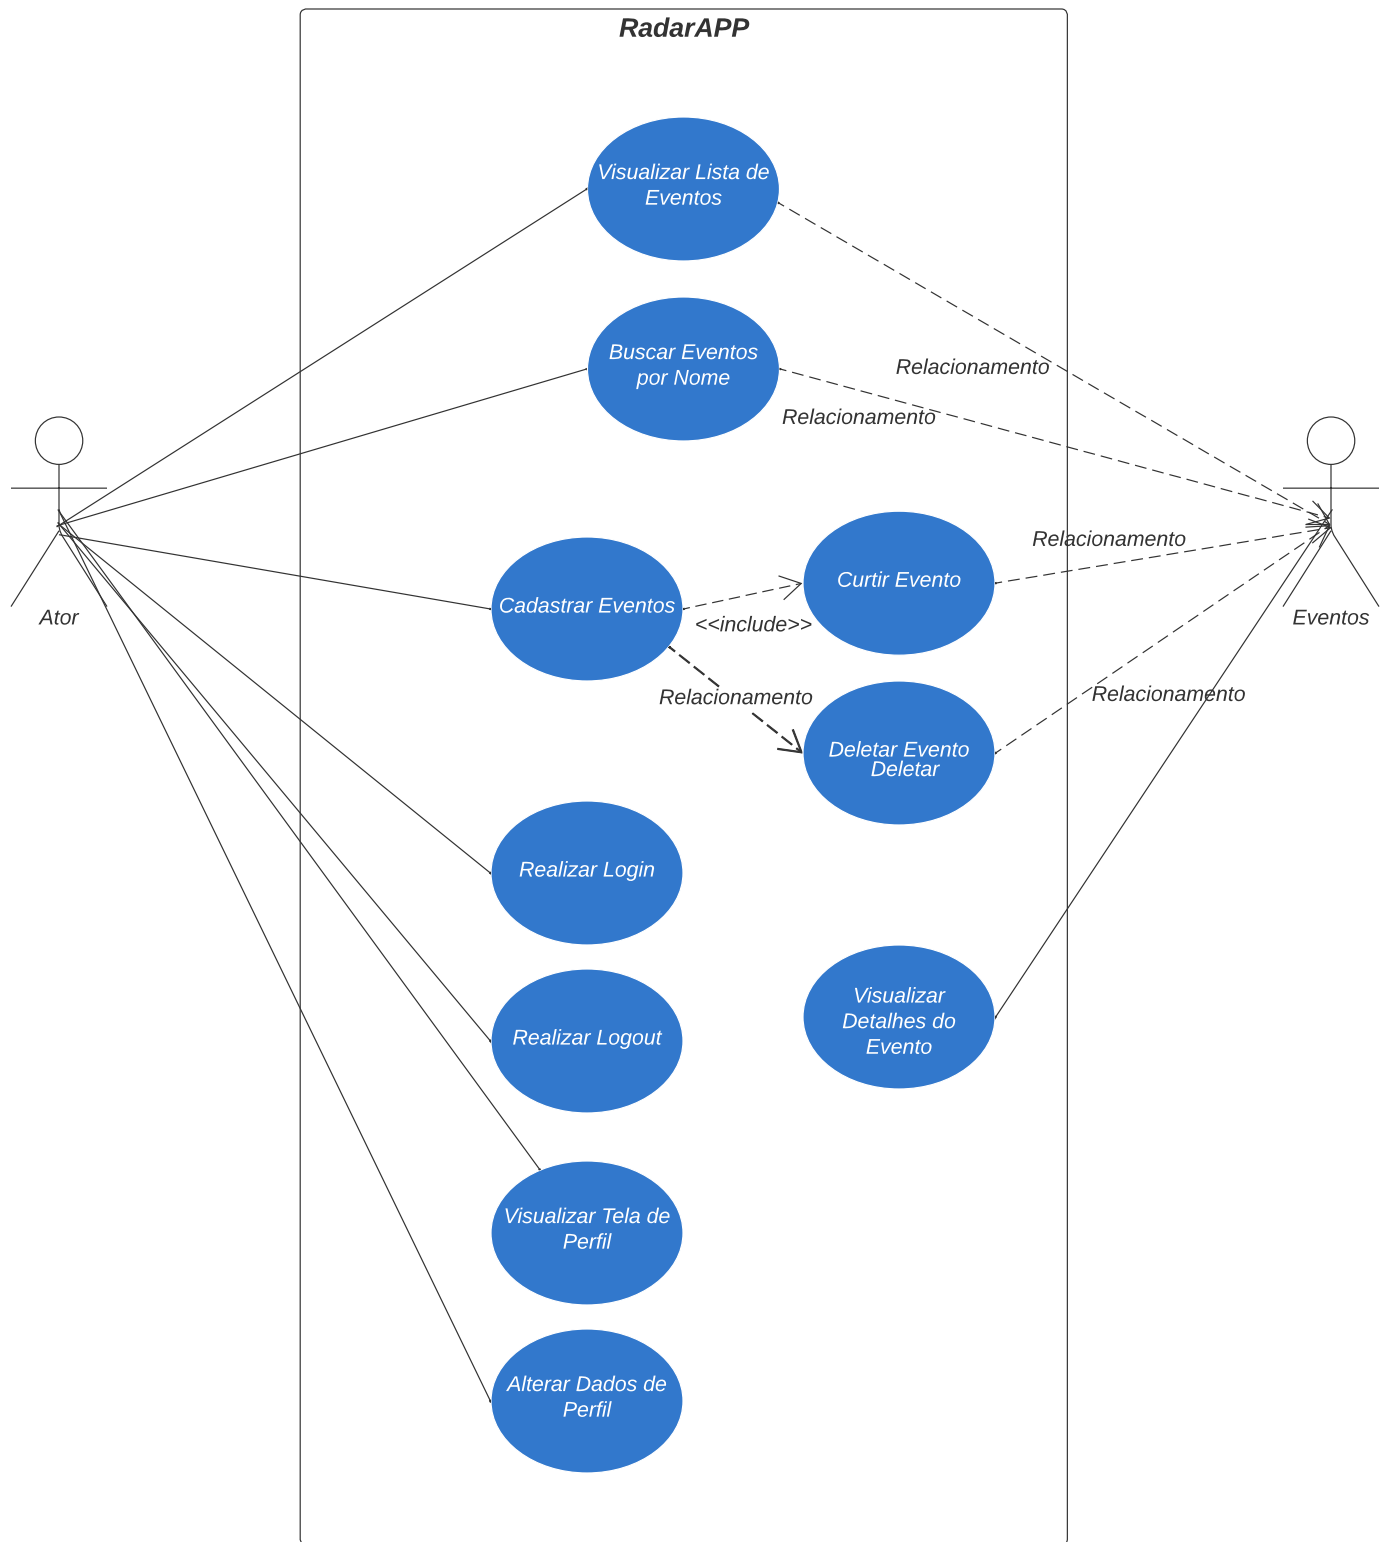 RadarAPP
Visualizar Lista de
Eventos
Buscar Eventos
por Nome
Relacionamento
Relacionamento
Relacionamento
Cadastrar Eventos
Curtir Evento
<<include>>
Ator
Eventos
Relacionamento
Relacionamento
Deletar Evento
Deletar
Realizar Login
Visualizar
Detalhes do
Evento
Realizar Logout
Visualizar Tela de
Perfil
Alterar Dados de
Perfil